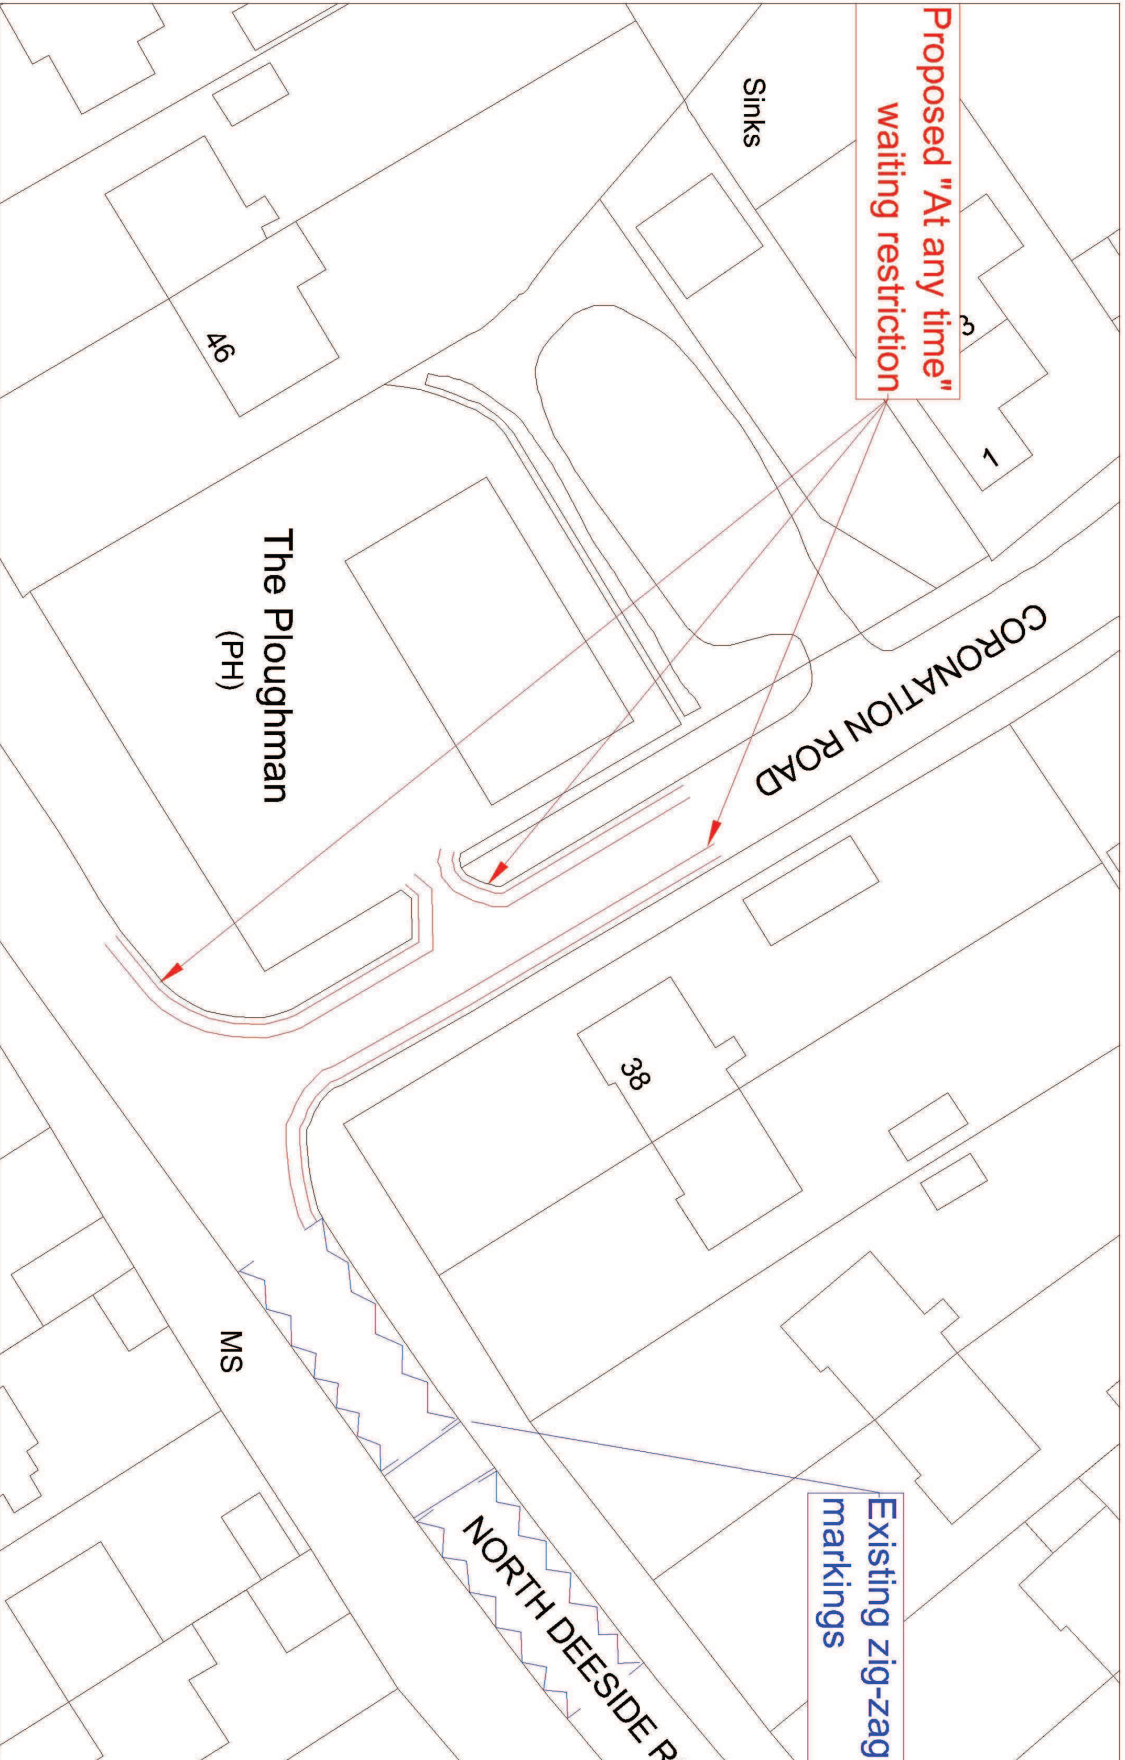 Proposed "At any time"
waiting restriction
3
1
Sinks
46
The Ploughman
(PH)
CORONATION ROAD
38
MS
Existing zig-zag
markings
NORTH DEESIDE R